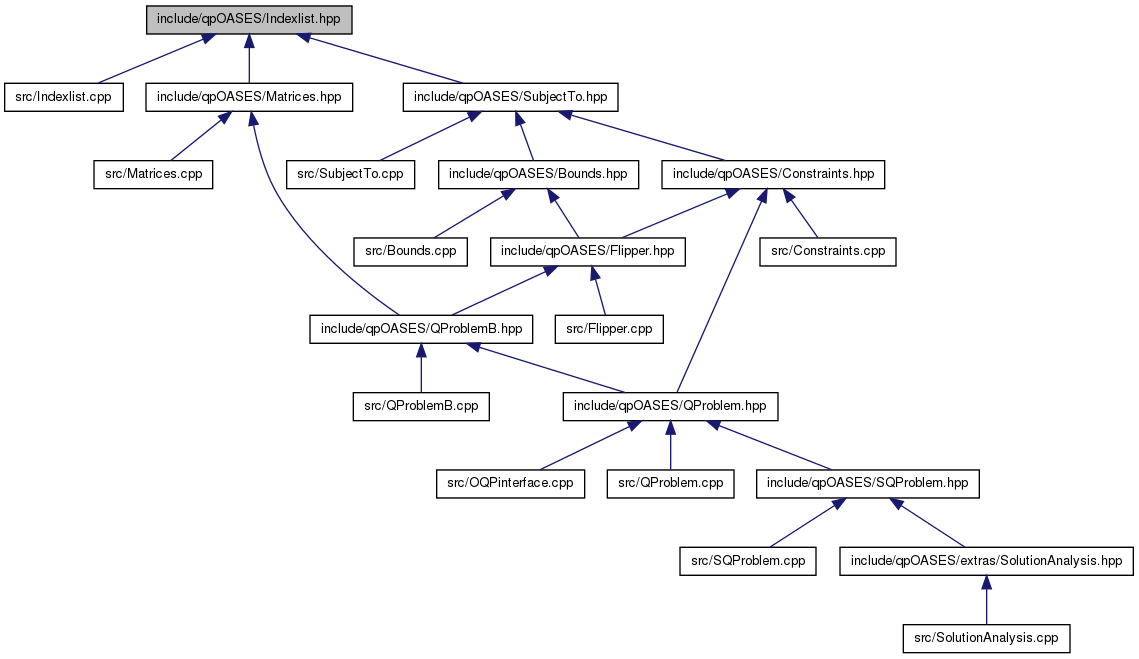 include/qpOASES/Indexlist.hpp
src/Indexlist.cpp
include/qpOASES/Matrices.hpp
include/qpOASES/SubjectTo.hpp
src/Matrices.cpp
src/SubjectTo.cpp
include/qpOASES/Bounds.hpp
include/qpOASES/Constraints.hpp
src/Bounds.cpp
include/qpOASES/Flipper.hpp
src/Constraints.cpp
include/qpOASES/QProblemB.hpp
src/Flipper.cpp
src/QProblemB.cpp
include/qpOASES/QProblem.hpp
src/OQPinterface.cpp
src/QProblem.cpp
include/qpOASES/SQProblem.hpp
src/SQProblem.cpp
include/qpOASES/extras/SolutionAnalysis.hpp
src/SolutionAnalysis.cpp